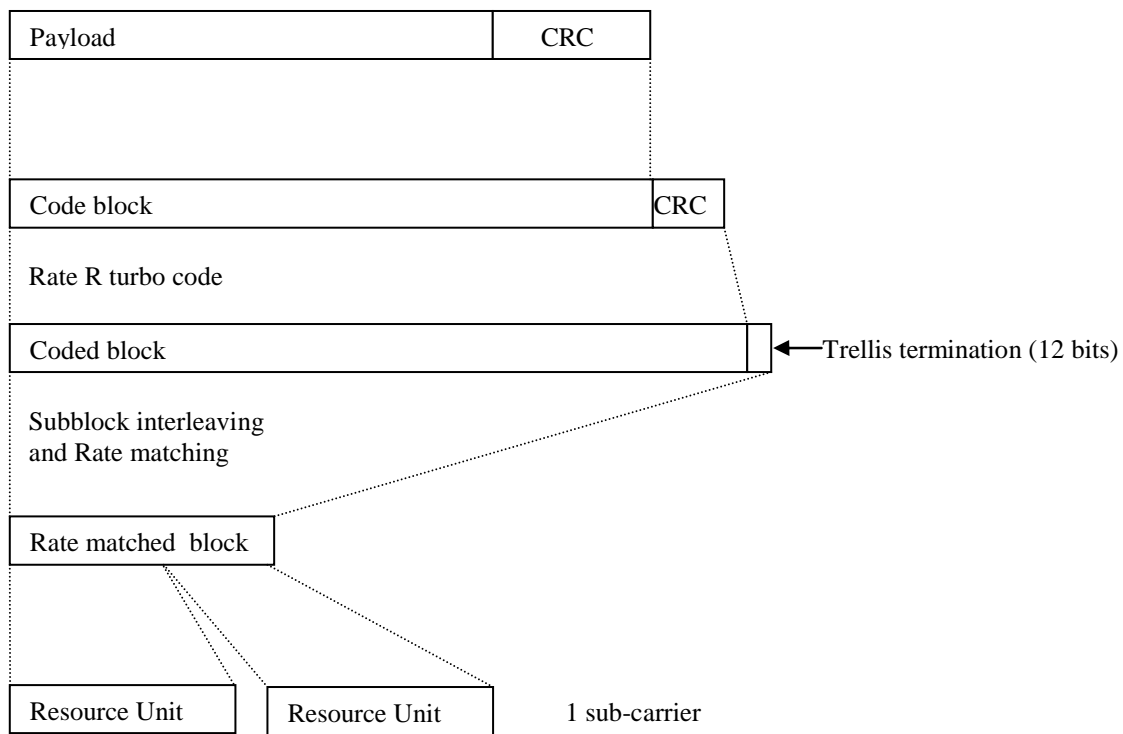 Payload
CRC
Code block
CRC
Rate R turbo code
Coded block
Trellis termination (12 bits)
Subblock interleaving
and Rate matching
Rate matched block
Resource Unit
Resource Unit
1 sub-carrier